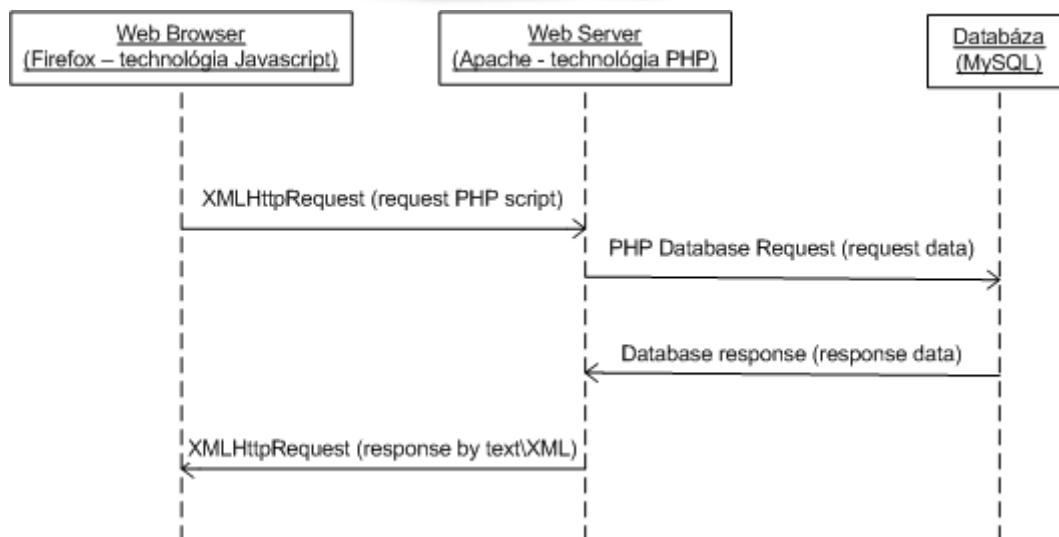 Web Browser
(Firefox – technológia Javascript)
Web Server
(Apache - technológia PHP)
Databáza
(MySQL)
XMLHttpRequest (request PHP script)
PHP Database Request (request data)
Database response (response data)
XMLHttpRequest (response by text\XML)